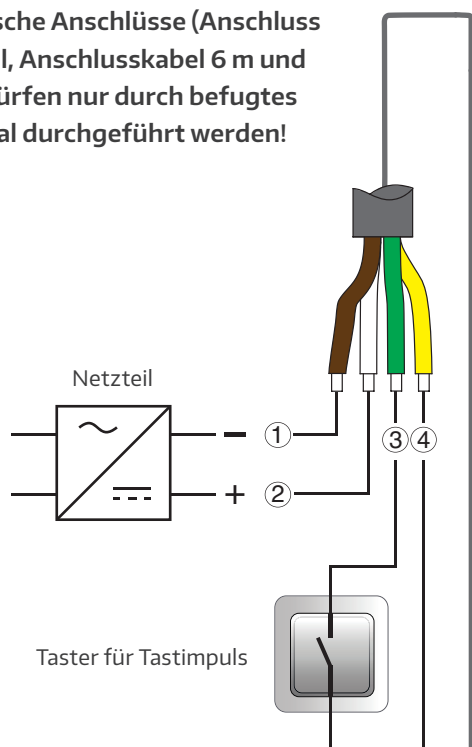 sche Anschlüsse (Anschluss
l, Anschlusskabel 6 m und
ürfen nur durch befugtes
al durchgeführt werden!
Netzteil
− ①
③ ④
+ ②
Taster für Tastimpuls